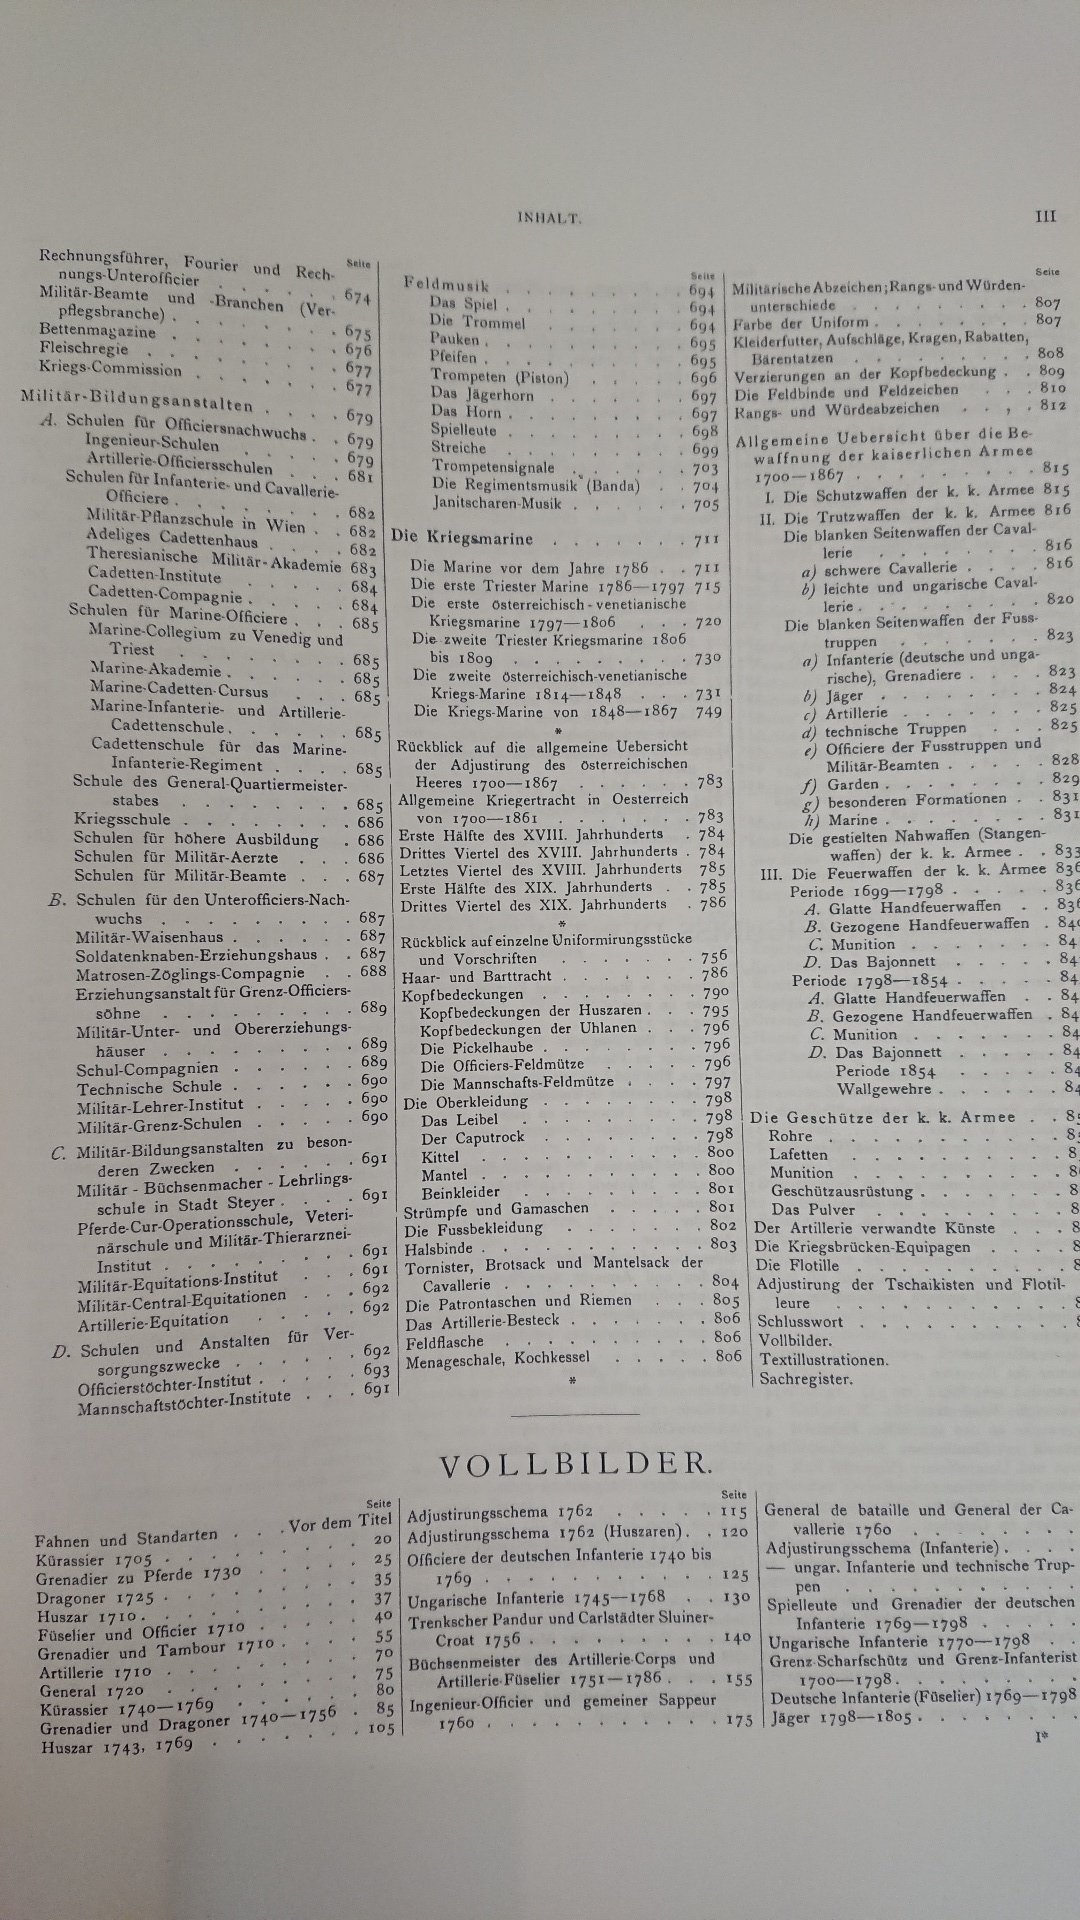 INHALT.
III
Seite
Rechnungsführer, Fourier und Rech-
nungs-Unterofficier . . . . . . 674
Militär-Beamte und -Branchen (Ver-
pflegsbranche) . . . . . . . 675
Bettenmagazine . . . . . . . 676
Fleischregie . . . . . . . . 677
Kriegs-Commission . . . . . . 677
Militär-Bildungsanstalten . . . . 679
A. Schulen für Officiersnachwuchs . . 679
Ingenieur-Schulen . . . . . 679
Artillerie-Officiersschulen . . . 681
Schulen für Infanterie- und Cavallerie-
Officiere . . . . . . . . 682
Militär-Pflanzschule in Wien . . 682
Adeliges Cadettenhaus . . . . 682
Theresianische Militär-Akademie 683
Cadetten-Institute . . . . . 684
Cadetten-Compagnie . . . . . 684
Schulen für Marine-Officiere . . . 685
Marine-Collegium zu Venedig und
Triest . . . . . . . . 685
Marine-Akademie . . . . . . 685
Marine-Cadetten-Cursus . . . 685
Marine-Infanterie- und Artillerie-
Cadettenschule . . . . . . 685
Cadettenschule für das Marine-
Infanterie-Regiment . . . . 685
Schule des General-Quartiermeister-
stabes . . . . . . . . 685
Kriegsschule . . . . . . . . 686
Schulen für höhere Ausbildung . 686
Schulen für Militär-Aerzte . . . 686
Schulen für Militär-Beamte . . . 687
B. Schulen für den Unterofficiers-Nach-
wuchs . . . . . . . . . 687
Militär-Waisenhaus . . . . . . 687
Soldatenknaben-Erziehungshaus . . 687
Matrosen-Zöglings-Compagnie . . 688
Erziehungsanstalt für Grenz-Officiers-
söhne . . . . . . . . . 689
Militär-Unter- und Obererziehungs-
häuser . . . . . . . . . 689
Schul-Compagnien . . . . . . 689
Technische Schule . . . . . . 690
Militär-Lehrer-Institut . . . . . 690
Militär-Grenz-Schulen . . . . . 690
C. Militär-Bildungsanstalten zu beson-
deren Zwecken . . . . . . 691
Militär-Büchsenmacher-Lehrlings-
schule in Stadt Steyer . . . . 691
Pferde-Cur-Operationsschule, Veteri-
närschule und Militär-Thierarznei-
Institut . . . . . . . . . 691
Militär-Equitations-Institut . . . 691
Militär-Central-Equitationen . . . 692
Artillerie-Equitation . . . . . 692
D. Schulen und Anstalten für Ver-
sorgungszwecke . . . . . . 692
Officierstöchter-Institut . . . . . 693
Mannschaftstöchter-Institute . . . 691
Seite
Feldmusik . . . . . . . . . 694
Das Spiel . . . . . . . . . 694
Die Trommel . . . . . . . 694
Pauken . . . . . . . . . 695
Pfeifen . . . . . . . . . 695
Trompeten (Piston) . . . . . 696
Das Jägerhorn . . . . . . . 697
Das Horn . . . . . . . . 697
Spielleute . . . . . . . . 698
Streiche . . . . . . . . . 699
Trompetensignale . . . . . . 703
Die Regimentsmusik (Banda) . . 704
Janitscharen-Musik . . . . . . 705
Die Kriegsmarine . . . . . . . 711
Die Marine vor dem Jahre 1786 . . 711
Die erste Triester Marine 1786—1797 715
Die erste österreichisch-venetianische
Kriegsmarine 1797—1806 . . . 720
Die zweite Triester Kriegsmarine 1806
bis 1809 . . . . . . . . . 730
Die zweite österreichisch-venetianische
Kriegs-Marine 1814—1848 . . . 731
Die Kriegs-Marine von 1848—1867 749
*
Rückblick auf die allgemeine Uebersicht
der Adjustirung des österreichischen
Heeres 1700—1867 . . . . . . 783
Allgemeine Kriegertracht in Oesterreich
von 1700—1861 . . . . . . . 783
Erste Hälfte des XVIII. Jahrhunderts . 784
Drittes Viertel des XVIII. Jahrhunderts . 784
Letztes Viertel des XVIII. Jahrhunderts 785
Erste Hälfte des XIX. Jahrhunderts . . 785
Drittes Viertel des XIX. Jahrhunderts . 786
*
Rückblick auf einzelne Uniformirungsstücke
und Vorschriften . . . . . . . 756
Haar- und Barttracht . . . . . . 786
Kopfbedeckungen . . . . . . . 790
Kopfbedeckungen der Huszaren . . . 795
Kopfbedeckungen der Uhlanen . . . 796
Die Pickelhaube . . . . . . . . 796
Die Officiers-Feldmütze . . . . . 796
Die Mannschafts-Feldmütze . . . . 797
Die Oberkleidung . . . . . . . . 798
Das Leibel . . . . . . . . . 798
Der Caputrock . . . . . . . . 798
Kittel . . . . . . . . . . . 800
Mantel . . . . . . . . . . . 800
Beinkleider . . . . . . . . . 801
Strümpfe und Gamaschen . . . . . 801
Die Fussbekleidung . . . . . . . 802
Halsbinde . . . . . . . . . . 803
Tornister, Brotsack und Mantelsack der
Cavallerie . . . . . . . . . 804
Die Patrontaschen und Riemen . . . 805
Das Artillerie-Besteck . . . . . . 806
Feldflasche . . . . . . . . . . 806
Menageschale, Kochkessel . . . . . 806
*
Seite
Militärische Abzeichen; Rangs- und Würden-
unterschiede . . . . . . . . 807
Farbe der Uniform . . . . . . . 807
Kleiderfutter, Aufschläge, Kragen, Rabatten,
Bärentatzen . . . . . . . . 808
Verzierungen an der Kopfbedeckung . . 809
Die Feldbinde und Feldzeichen . . . 810
Rangs- und Würdeabzeichen . . . . 812
Allgemeine Uebersicht über die Be-
waffnung der kaiserlichen Armee
1700—1867 . . . . . . . . 815
I. Die Schutzwaffen der k. k. Armee 815
II. Die Trutzwaffen der k. k. Armee 816
Die blanken Seitenwaffen der Caval-
lerie . . . . . . . . . 816
a) schwere Cavallerie . . . . 816
b) leichte und ungarische Caval-
lerie . . . . . . . . 820
Die blanken Seitenwaffen der Fuss-
truppen . . . . . . . . 823
a) Infanterie (deutsche und unga-
rische), Grenadiere . . . . 823
b) Jäger . . . . . . . . 824
c) Artillerie . . . . . . . 825
d) technische Truppen . . . 825
e) Officiere der Fusstruppen und
Militär-Beamten . . . . . 828
f) Garden . . . . . . . . 829
g) besonderen Formationen . . 831
h) Marine . . . . . . . . 831
Die gestielten Nahwaffen (Stangen-
waffen) der k. k. Armee . . 833
III. Die Feuerwaffen der k. k. Armee 836
Periode 1699—1798 . . . . . 836
A. Glatte Handfeuerwaffen . . 836
B. Gezogene Handfeuerwaffen . 84
C. Munition . . . . . . . 84
D. Das Bajonnett . . . . . 84
Periode 1798—1854 . . . . . 84
A. Glatte Handfeuerwaffen . . 84
B. Gezogene Handfeuerwaffen . 84
C. Munition . . . . . . . 84
D. Das Bajonnett . . . . . 84
Periode 1854 . . . . . . 84
Wallgewehre . . . . . . 84
Die Geschütze der k. k. Armee . . 8
Rohre . . . . . . . . . . 8
Lafetten . . . . . . . . . 8
Munition . . . . . . . . . 8
Geschützausrüstung . . . . . . 8
Das Pulver . . . . . . . . 8
Der Artillerie verwandte Künste . . . 8
Die Kriegsbrücken-Equipagen . . . . 8
Die Flotille . . . . . . . . . . 8
Adjustirung der Tschaikisten und Flotil-
leure . . . . . . . . . .
Schlusswort . . . . . . . . . .
Vollbilder.
Textillustrationen.
Sachregister.
VOLLBILDER.
Seite
Fahnen und Standarten . . . Vor dem Titel
Kürassier 1705 . . . . . . . . 20
Grenadier zu Pferde 1730 . . . . . 25
Dragoner 1725 . . . . . . . . 35
Huszar 1710 . . . . . . . . . 37
Füselier und Officier 1710 . . . . . 40
Grenadier und Tambour 1710 . . . . 55
Artillerie 1710 . . . . . . . . 70
General 1720 . . . . . . . . . 75
Kürassier 1740—1769 . . . . . . 80
Grenadier und Dragoner 1740—1756 . 85
Huszar 1743, 1769 . . . . . . . 105
Seite
Adjustirungsschema 1762 . . . . . 115
Adjustirungsschema 1762 (Huszaren) . . 120
Officiere der deutschen Infanterie 1740 bis
1769 . . . . . . . . . . 125
Ungarische Infanterie 1745—1768 . . 130
Trenkscher Pandur und Carlstädter Sluiner-
Croat 1756 . . . . . . . . 140
Büchsenmeister des Artillerie-Corps und
Artillerie-Füselier 1751—1786 . . . 155
Ingenieur-Officier und gemeiner Sappeur
1760 . . . . . . . . . . 175
General de bataille und General der Ca-
vallerie 1760 . . . . . . . .
Adjustirungsschema (Infanterie) . . . .
— ungar. Infanterie und technische Trup-
pen . . . . . . . . . .
Spielleute und Grenadier der deutschen
Infanterie 1769—1798 . . . . .
Ungarische Infanterie 1770—1798 . .
Grenz-Scharfschütz und Grenz-Infanterist
1700—1798 . . . . . . . .
Deutsche Infanterie (Füselier) 1769—1798
Jäger 1798—1805 . . . . . . . .
I*